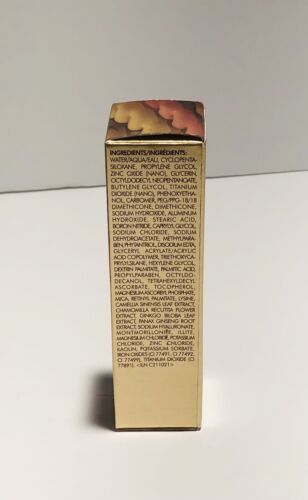 INGREDIENTS/INGRÉDIENTS:
WATER/AQUA/EAU, CYCLOPENTA-
SILOXANE, PROPYLENE GLYCOL,
ZINC OXIDE (NANO), GLYCERIN,
OCTYLDODECYL NEOPENTANOATE,
BUTYLENE GLYCOL, TITANIUM
DIOXIDE (NANO), PHENOXYETHA-
NOL, CARBOMER, PEG/PPG-18/18
DIMETHICONE, DIMETHICONE,
SODIUM HYDROXIDE, ALUMINUM
HYDROXIDE, STEARIC ACID,
BORON NITRIDE, CAPRYLYL GLYCOL,
SODIUM CHLORIDE, SODIUM
DEHYDROACETATE, METHYLPARA-
BEN, PHYTANTRIOL, DISODIUM EDTA,
GLYCERYL ACRYLATE/ACRYLIC
ACID COPOLYMER, TRIETHOXYCA-
PRYLYLSILANE, HEXYLENE GLYCOL,
DEXTRIN PALMITATE, PALMITIC ACID,
PROPYLPARABEN, OCTYLDO-
DECANOL, TETRAHEXYLDECYL
ASCORBATE, TOCOPHEROL,
MAGNESIUM ASCORBYL PHOSPHATE,
MICA, RETINYL PALMITATE, LYSINE,
CAMELLIA SINENSIS LEAF EXTRACT,
CHAMOMILLA RECUTITA FLOWER
EXTRACT, GINKGO BILOBA LEAF
EXTRACT, PANAX GINSENG ROOT
EXTRACT, SODIUM HYALURONATE,
MONTMORILLONITE, ILLITE,
MAGNESIUM CHLORIDE, POTASSIUM
CHLORIDE, ZINC CHLORIDE,
KAOLIN, POTASSIUM SORBATE,
IRON OXIDES (CI 77491, CI 77492,
CI 77499), TITANIUM DIOXIDE (CI
77891). <ILN C211021>